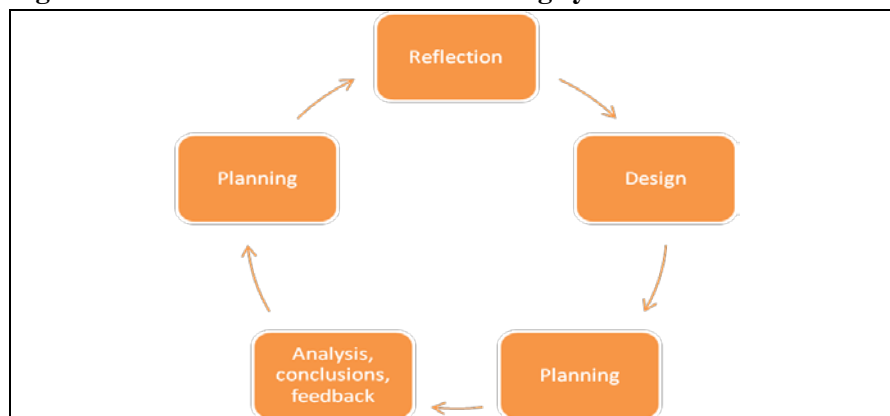 Reflection
Design
Planning
Analysis,
conclusions,
feedback
Planning